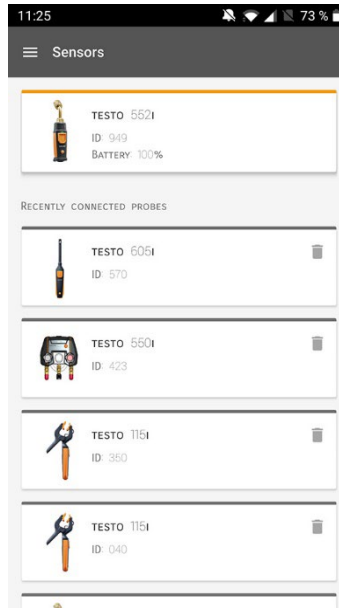 11:25
73 %
Sensors
TESTO 552I
ID: 949
BATTERY: 100%
RECENTLY CONNECTED PROBES
TESTO 605I
ID: 570
TESTO 550I
ID: 423
TESTO 115I
ID: 350
TESTO 115I
ID: 040